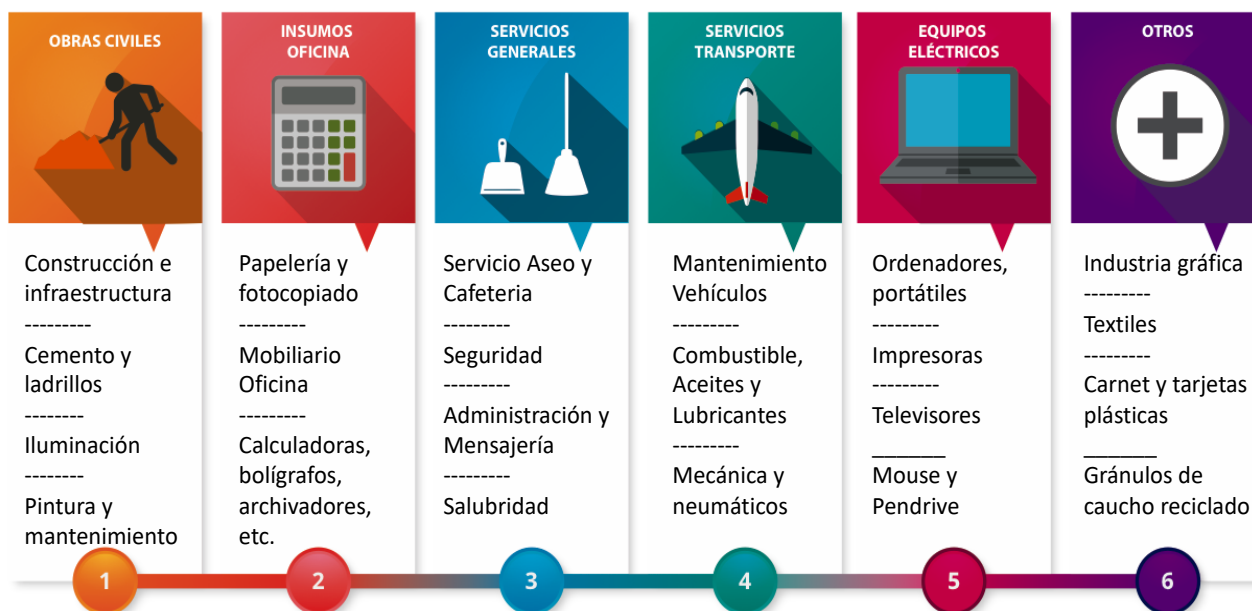 OBRAS CIVILES
Construcción e
infraestructura
---------
Cemento y
ladrillos
--------
Iluminación
--------
Pintura y
mantenimiento
1
INSUMOS
OFICINA
Papelería y
fotocopiado
---------
Mobiliario
Oficina
---------
Calculadoras,
bolígrafos,
archivadores,
etc.
2
SERVICIOS
GENERALES
Servicio Aseo y
Cafeteria
---------
Seguridad
---------
Administración y
Mensajería
---------
Salubridad
3
SERVICIOS
TRANSPORTE
Mantenimiento
Vehículos
---------
Combustible,
Aceites y
Lubricantes
---------
Mecánica y
neumáticos
4
EQUIPOS
ELÉCTRICOS
Ordenadores,
portátiles
---------
Impresoras
---------
Televisores
______
Mouse y
Pendrive
5
OTROS
Industria gráfica
---------
Textiles
---------
Carnet y tarjetas
plásticas
______
Gránulos de
caucho reciclado
6